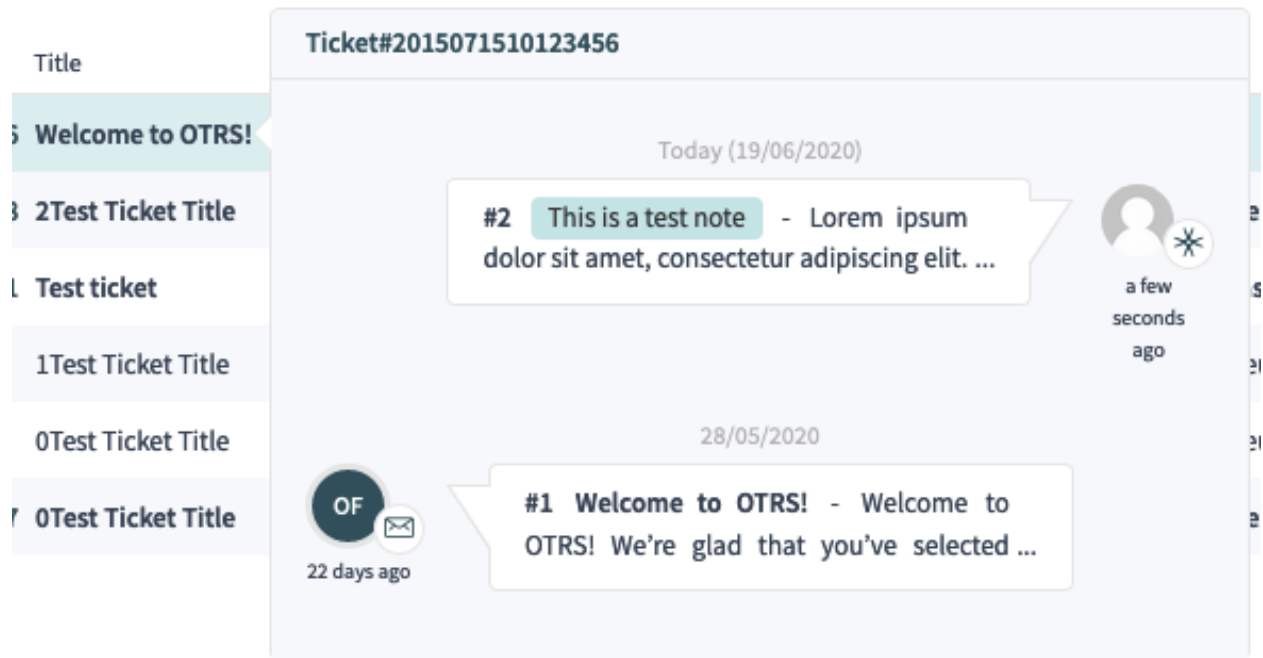 Title
Welcome to OTRS!
2Test Ticket Title
Test ticket
1Test Ticket Title
0Test Ticket Title
0Test Ticket Title
Ticket#2015071510123456
Today (19/06/2020)
#2 This is a test note - Lorem ipsum
dolor sit amet, consectetur adipiscing elit. ...
a few
seconds
ago
28/05/2020
OF
22 days ago
#1 Welcome to OTRS! - Welcome to
OTRS! We're glad that you've selected ...